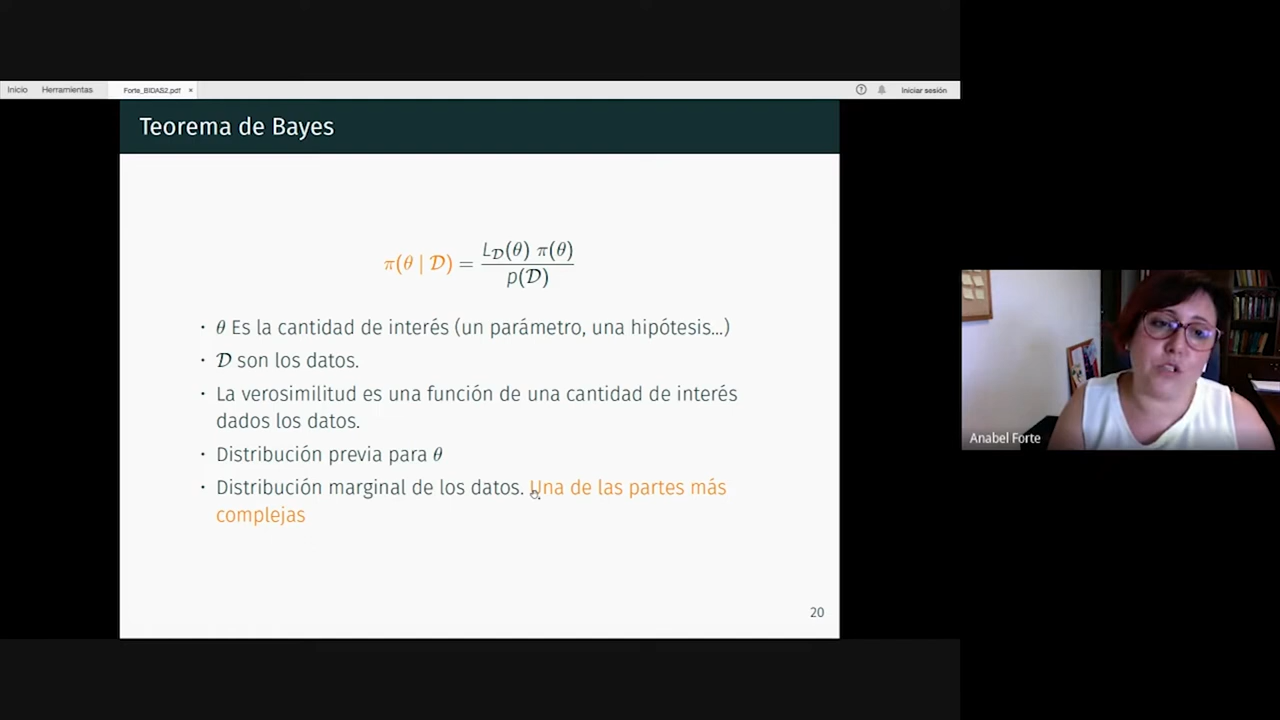 Inicio Herramientas Forte_BIDAS2.pdf × ? Iniciar sesión
Teorema de Bayes
π(θ | 𝒟) = L𝒟(θ) π(θ) / p(𝒟)
· θ Es la cantidad de interés (un parámetro, una hipótesis...)
· 𝒟 son los datos.
· La verosimilitud es una función de una cantidad de interés
dados los datos.
· Distribución previa para θ
· Distribución marginal de los datos. Una de las partes más
complejas
20
Anabel Forte